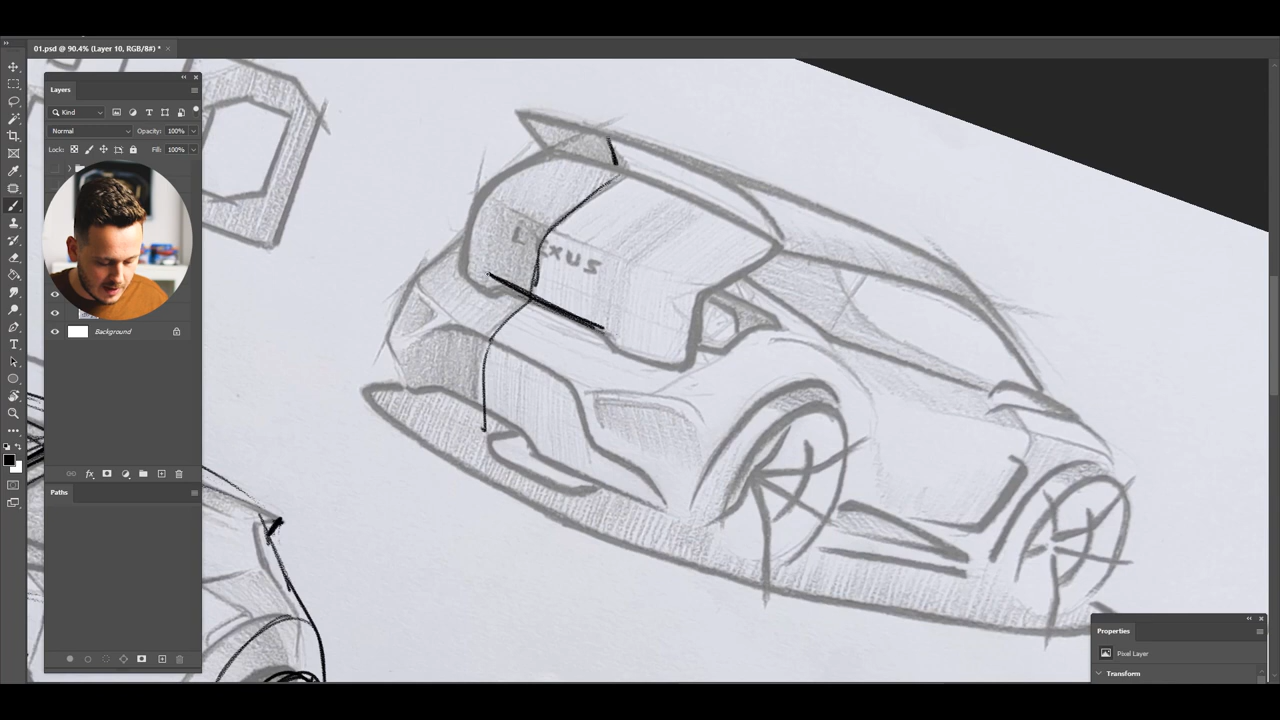 01.psd @ 90.4% (Layer 10, RGB/8#) *
Layers
Kind
Normal
Opacity: 100%
Lock:
Fill: 100%
Background
fx
Paths
LEXUS
Properties
Pixel Layer
Transform